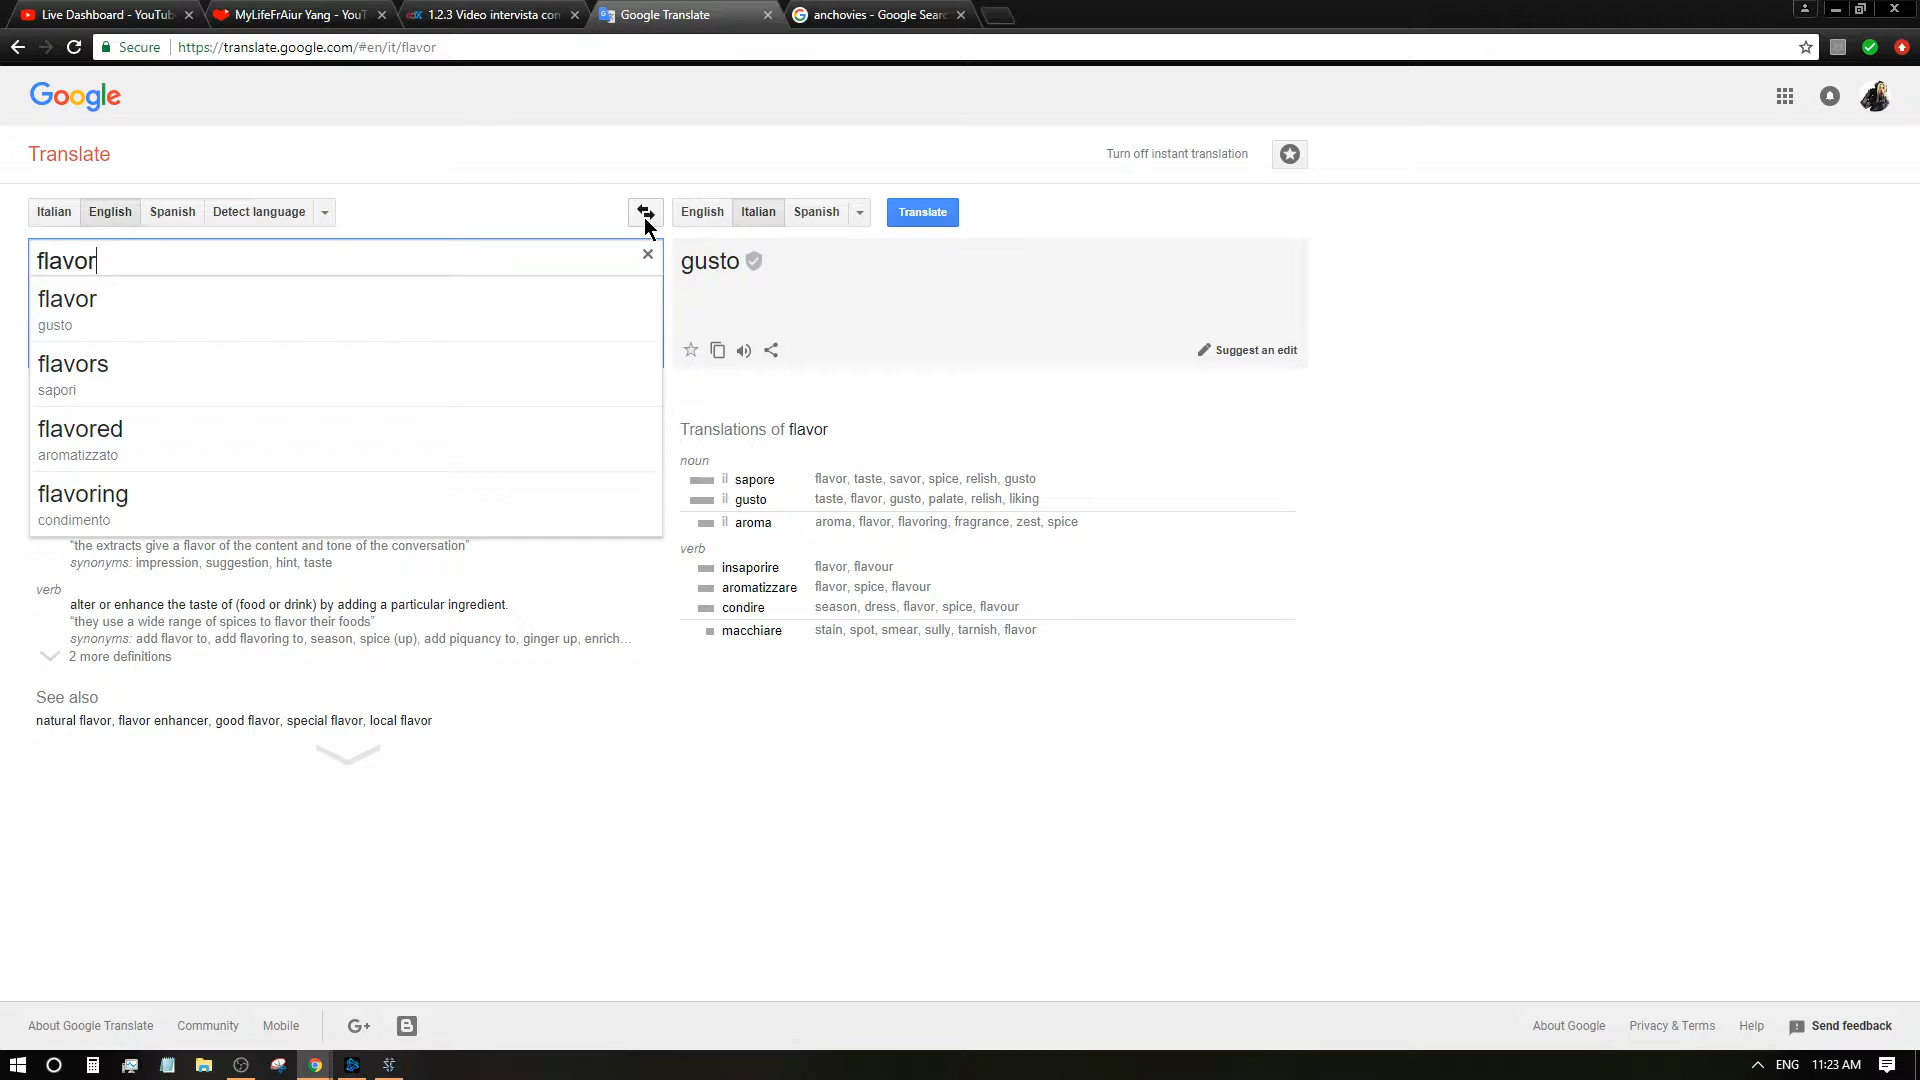 Live Dashboard - YouTub
MyLifeFrAiur Yang - YouT
1.2.3 Video intervista con
Google Translate
anchovies - Google Sear
Secure
https://translate.google.com/#en/it/flavor
Google
Translate
Turn off instant translation
Italian English Spanish Detect language
English Italian Spanish Translate
flavor
flavor
gusto
flavors
sapori
flavored
aromatizzato
flavoring
condimento
"the extracts give a flavor of the content and tone of the conversation"
synonyms: impression, suggestion, hint, taste
verb
alter or enhance the taste of (food or drink) by adding a particular ingredient.
"they use a wide range of spices to flavor their foods"
synonyms: add flavor to, add flavoring to, season, spice (up), add piquancy to, ginger up, enrich...
2 more definitions
See also
natural flavor, flavor enhancer, good flavor, special flavor, local flavor
gusto
Suggest an edit
Translations of flavor
noun
il sapore flavor, taste, savor, spice, relish, gusto
il gusto taste, flavor, gusto, palate, relish, liking
il aroma aroma, flavor, flavoring, fragrance, zest, spice
verb
insaporire flavor, flavour
aromatizzare flavor, spice, flavour
condire season, dress, flavor, spice, flavour
macchiare stain, spot, smear, sully, tarnish, flavor
About Google Translate Community Mobile G+
About Google Privacy & Terms Help Send feedback
ENG 11:23 AM